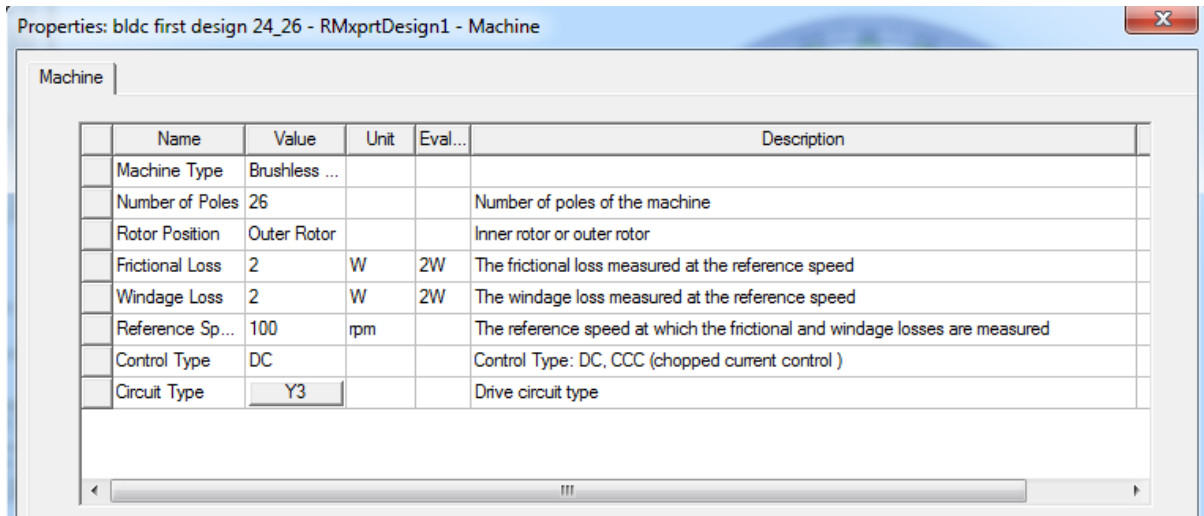 Properties: bldc first design 24_26 - RMxprtDesign1 - Machine
Machine
Name Value Unit Eval... Description
Machine Type Brushless ...
Number of Poles 26 Number of poles of the machine
Rotor Position Outer Rotor Inner rotor or outer rotor
Frictional Loss 2 W 2W The frictional loss measured at the reference speed
Windage Loss 2 W 2W The windage loss measured at the reference speed
Reference Sp... 100 rpm The reference speed at which the frictional and windage losses are measured
Control Type DC Control Type: DC, CCC (chopped current control )
Circuit Type Y3 Drive circuit type